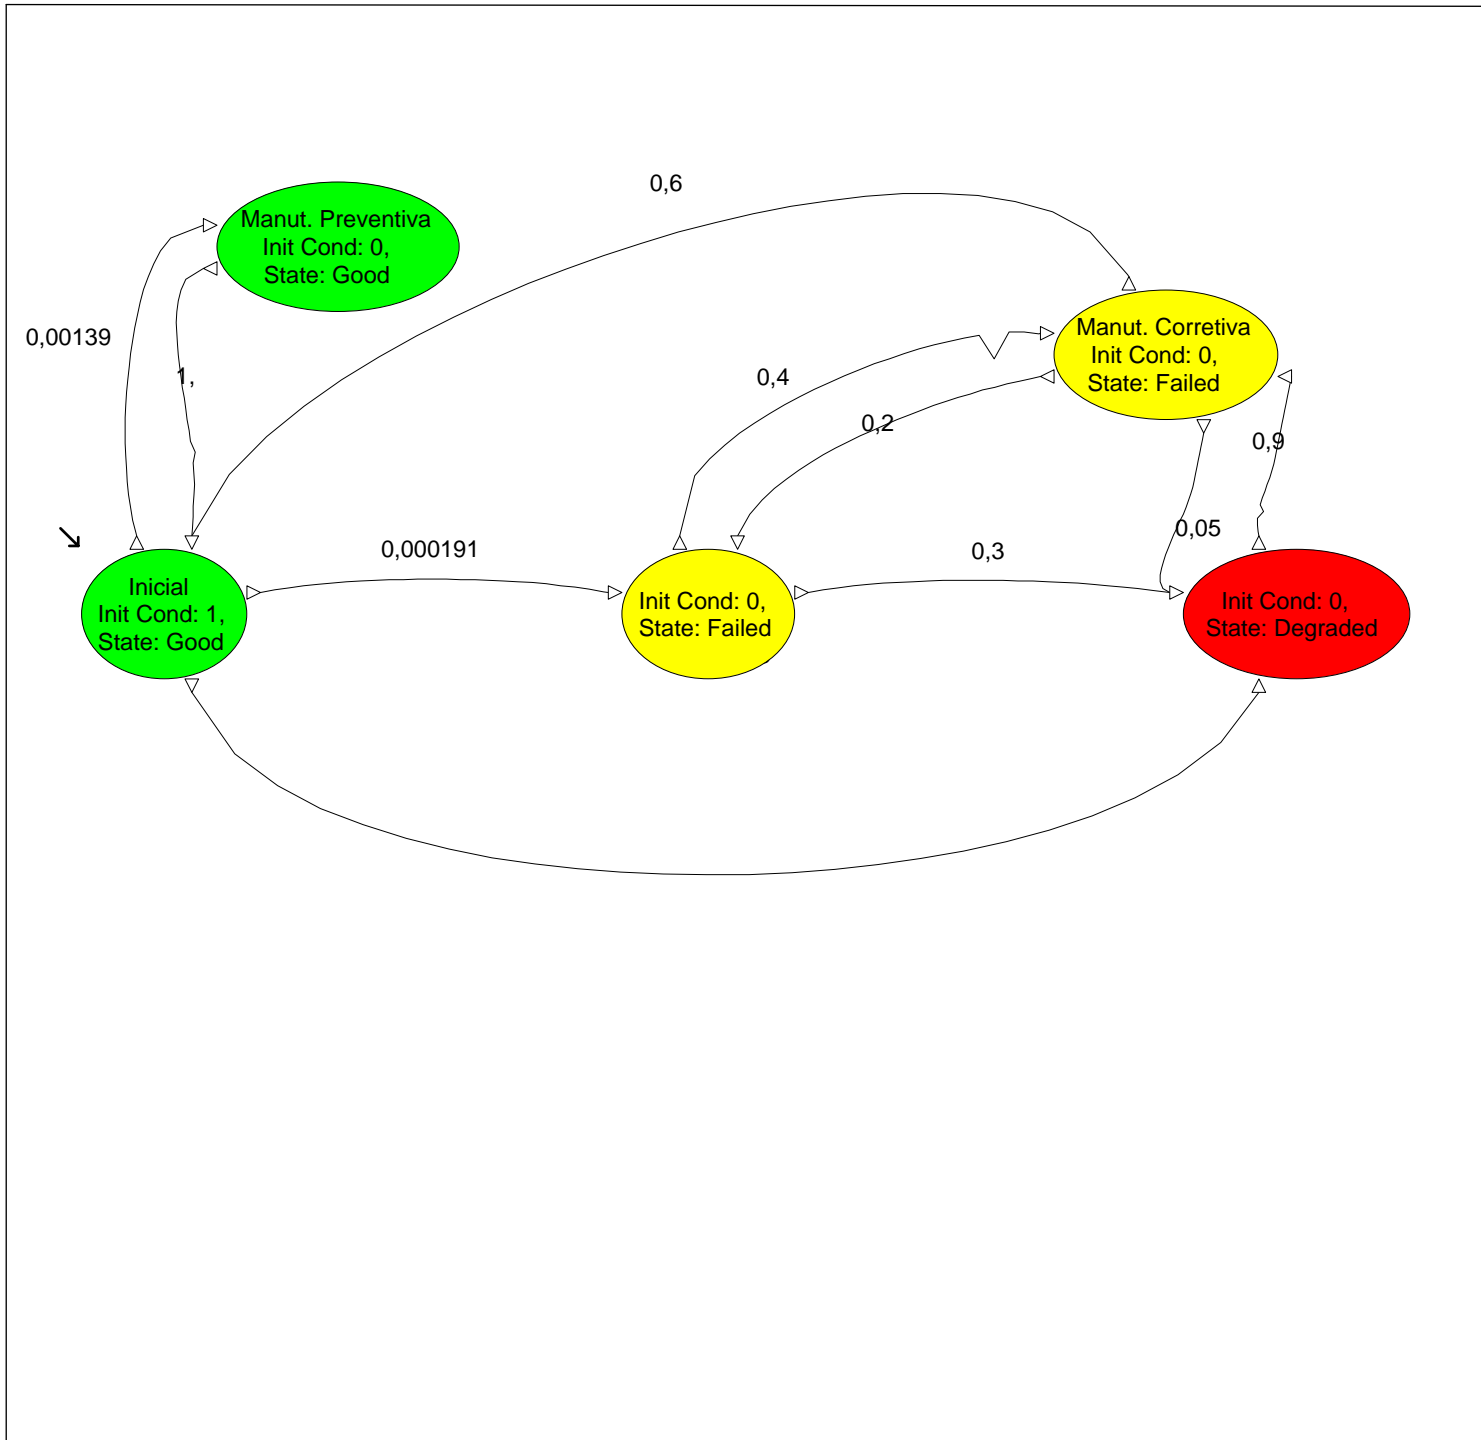 0,6
Manut. Preventiva
Init Cond: 0,
State: Good
0,00139
1,
Manut. Corretiva
Init Cond: 0,
State: Failed
0,4
0,2
0,9
0,05
0,000191
0,3
Inicial
Init Cond: 1,
State: Good
Init Cond: 0,
State: Failed
Init Cond: 0,
State: Degraded